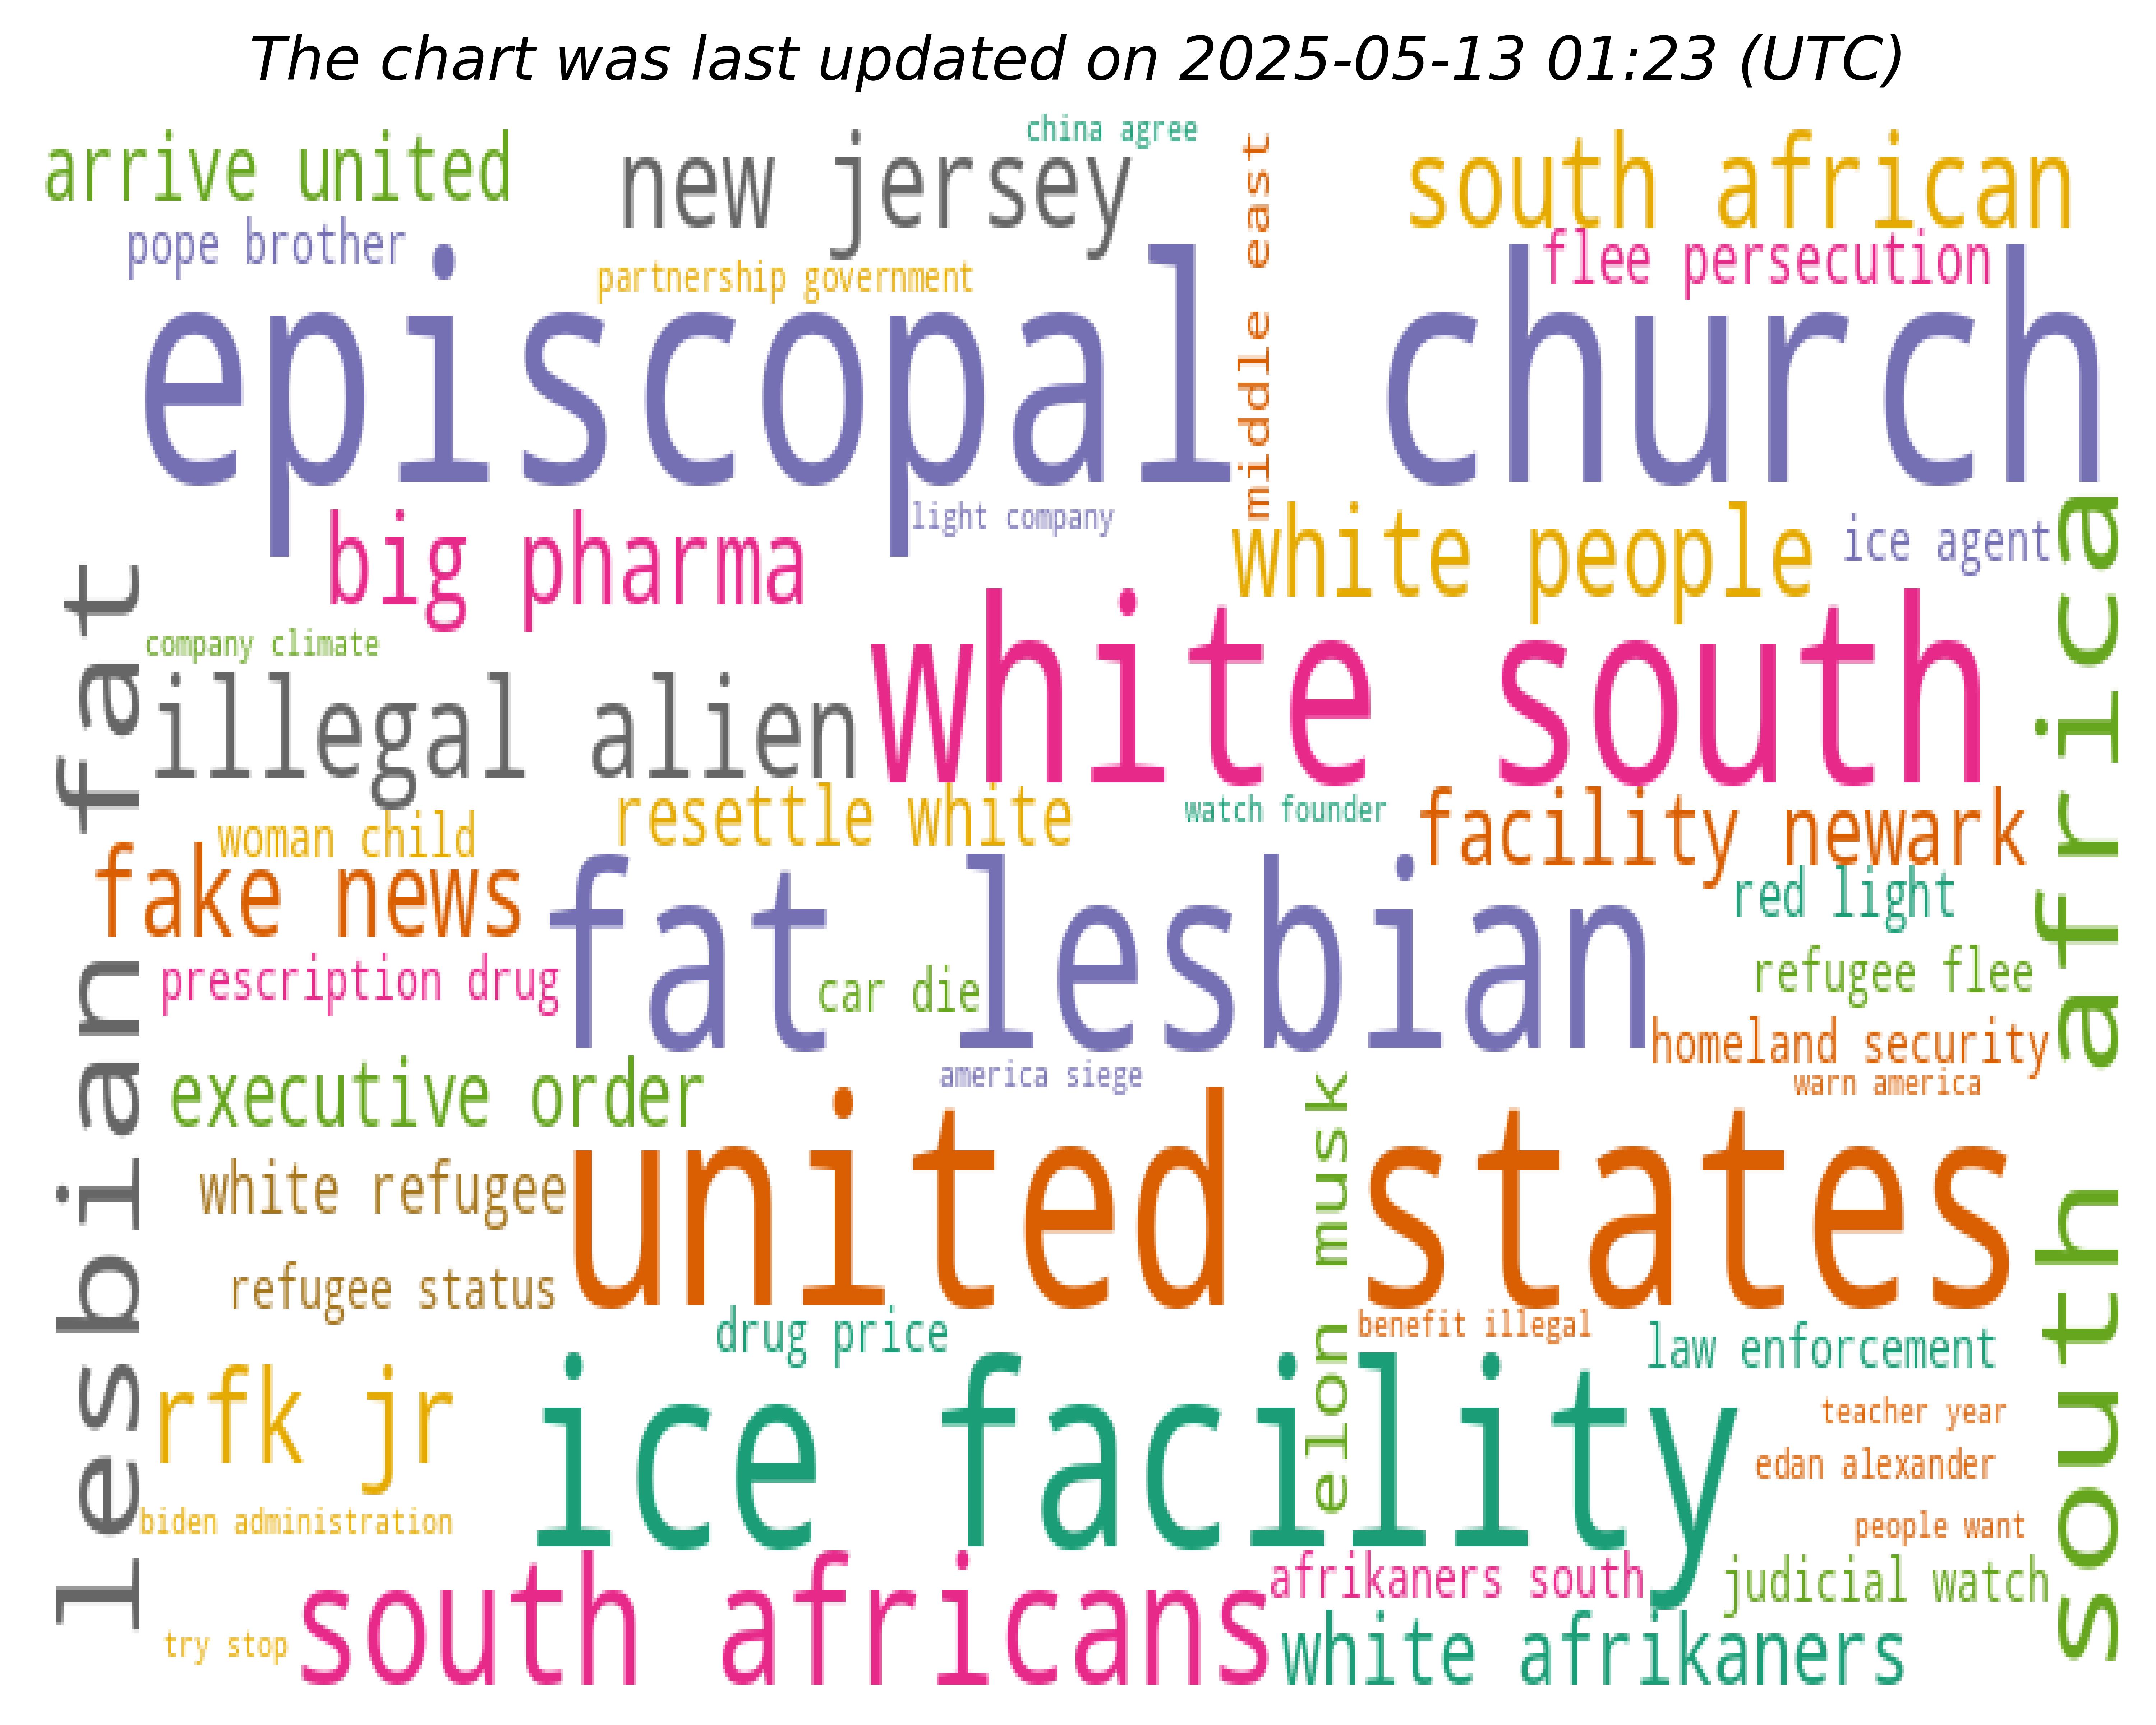 The chart was last updated on 2025-05-13 01:23 (UTC)
china agree
arrive united
new jersey
middle east
south african
pope brother
flee persecution
partnership government
episcopal church
light company
big pharma
white people
ice agent
south africa
lesbian fat
company climate
white south
illegal alien
resettle white
watch founder
facility newark
woman child
fake news
red light
fat lesbian
prescription drug
car die
refugee flee
homeland security
executive order
america siege
warn america
elon musk
united states
white refugee
refugee status
drug price
benefit illegal
law enforcement
rfk jr
ice facility
teacher year
edan alexander
biden administration
people want
south africans
afrikaners south
judicial watch
try stop
white afrikaners